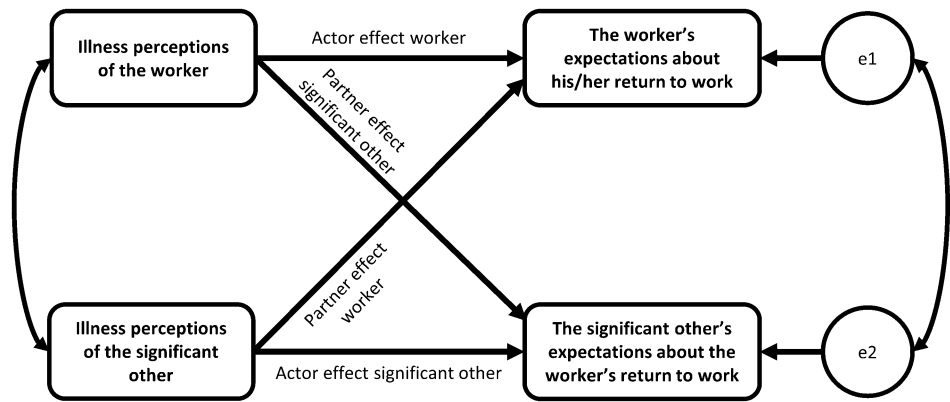 Illness perceptions
of the worker
Actor effect worker
The worker’s
expectations about
his/her return to work
e1
Partner effect
significant other
Partner effect
worker
Illness perceptions
of the significant
other
Actor effect significant other
The significant other’s
expectations about the
worker’s return to work
e2